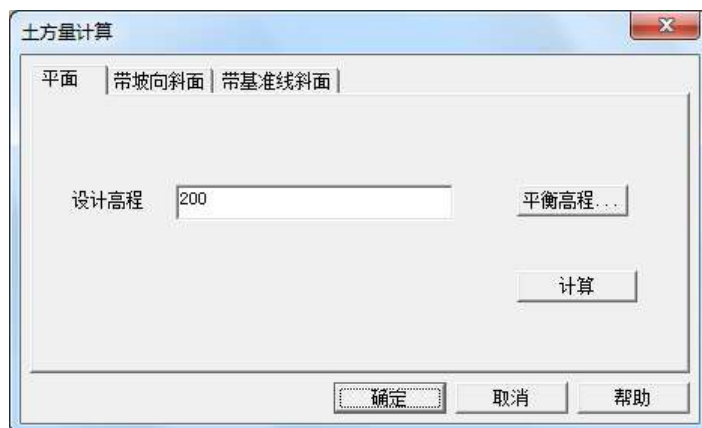 土方量计算
平面 带坡向斜面 带基准线斜面
设计高程 200 平衡高程...
计算
确定 取消 帮助